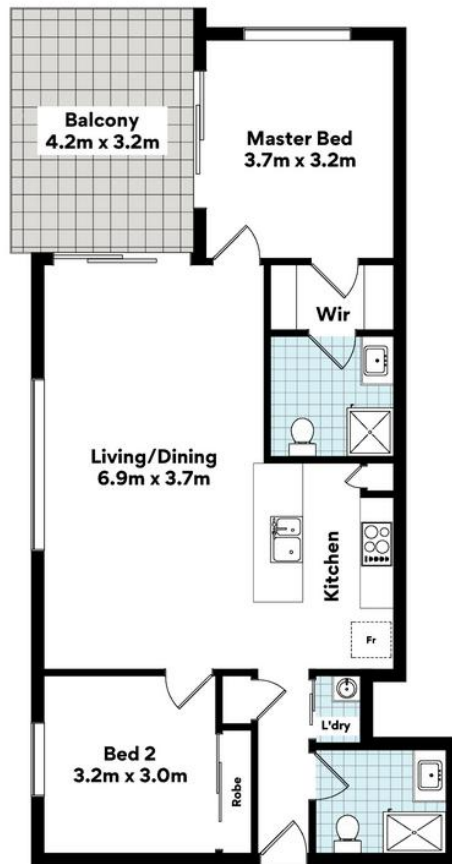 Balcony
4.2m x 3.2m
Master Bed
3.7m x 3.2m
Wir
Living/Dining
6.9m x 3.7m
Kitchen
Fr
L'dry
Bed 2
3.2m x 3.0m
Robe